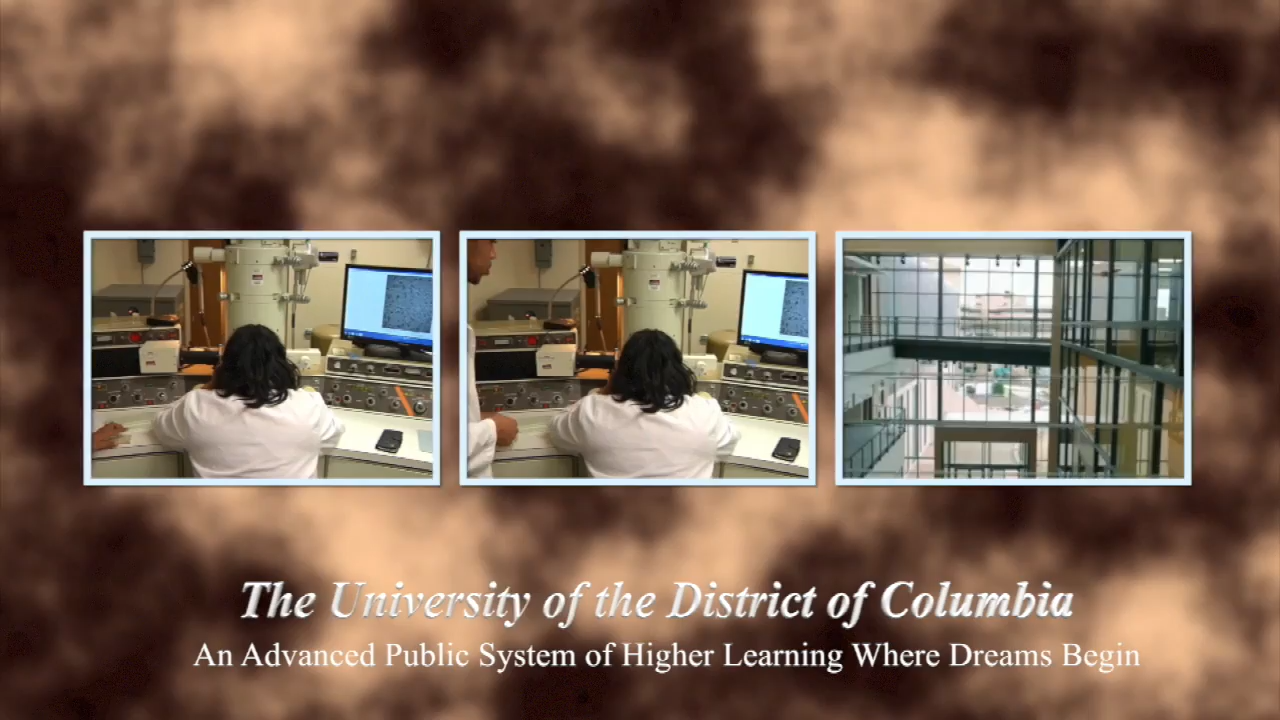 The University of the District of Columbia
An Advanced Public System of Higher Learning Where Dreams Begin